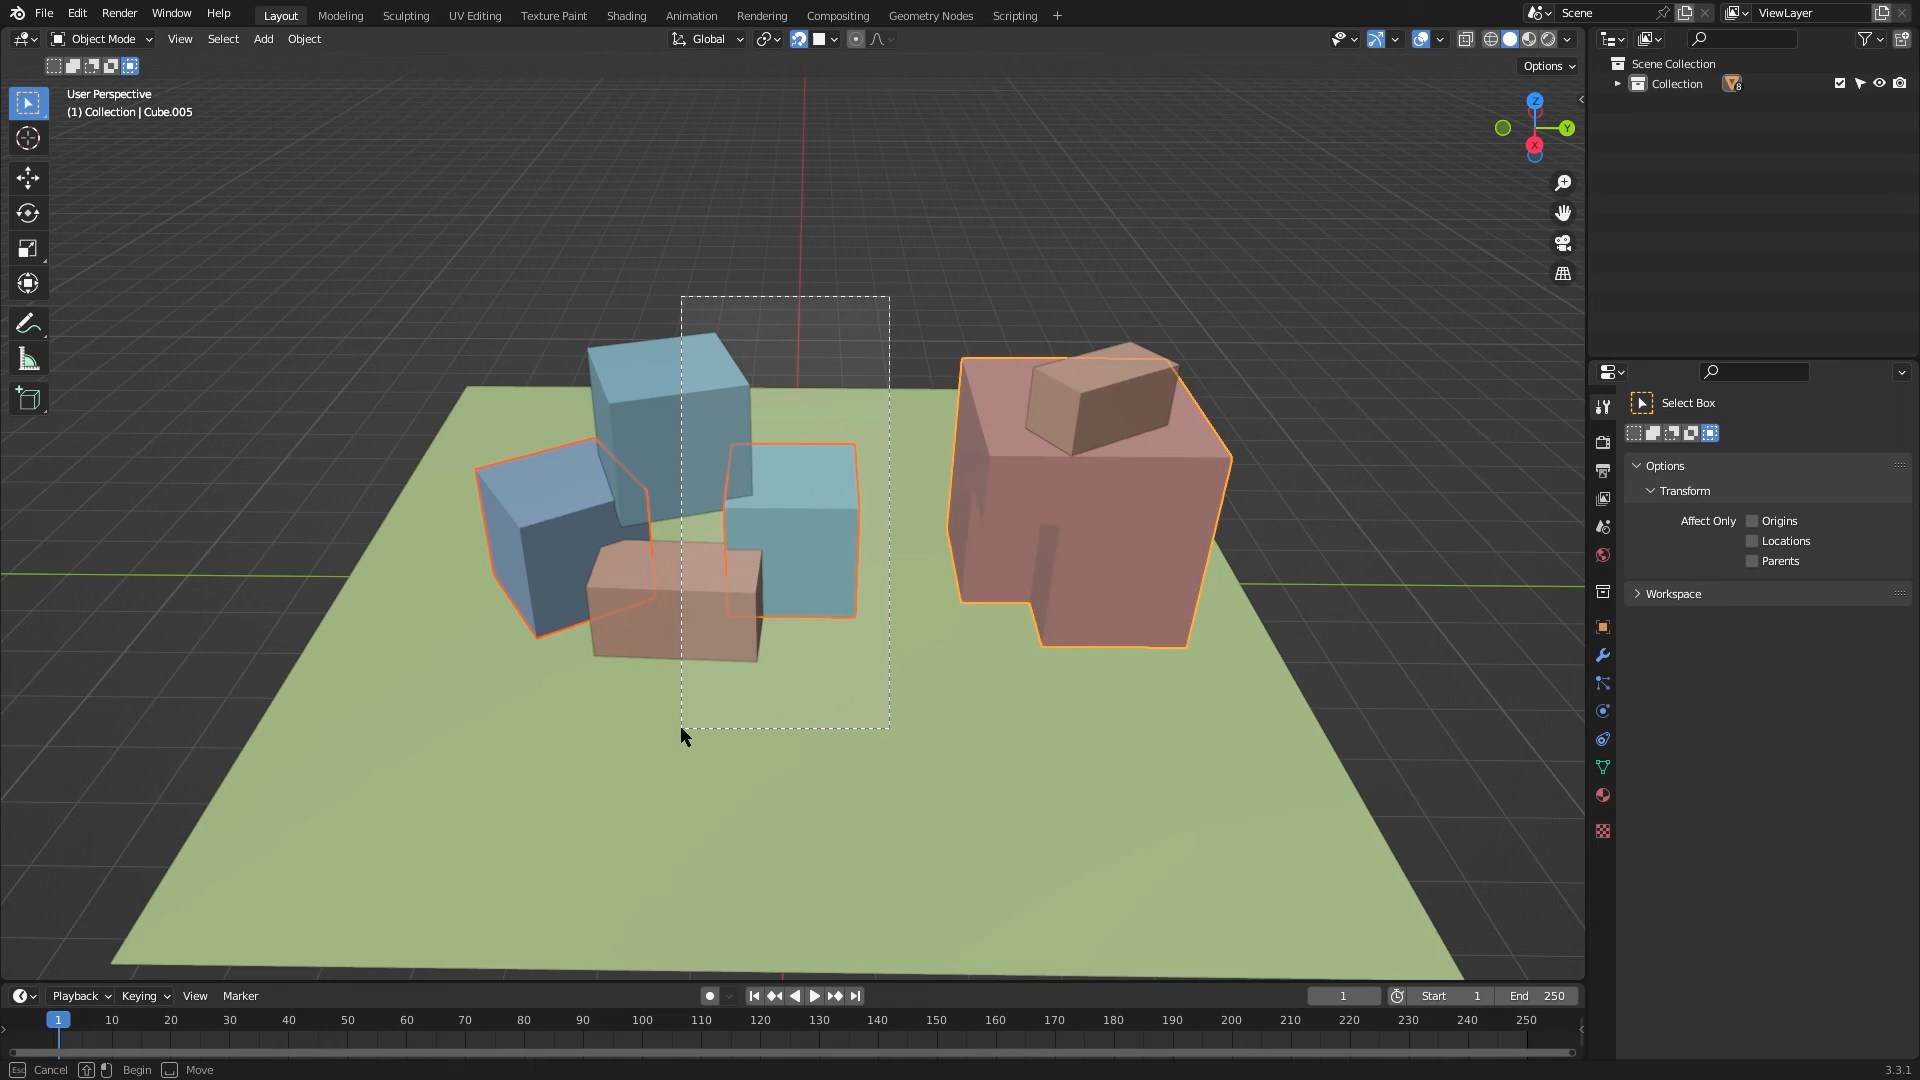 File Edit Render Window Help Layout Modeling Sculpting UV Editing Texture Paint Shading Animation Rendering Compositing Geometry Nodes Scripting + Scene ViewLayer
Object Mode View Select Add Object Global
Options
User Perspective
(1) Collection | Cube.005
Z
Y
X
Scene Collection
Collection 8
Select Box
Options
Transform
Affect Only Origins
Locations
Parents
Workspace
Playback Keying View Marker 1 Start 1 End 250
1 10 20 30 40 50 60 70 80 90 100 110 120 130 140 150 160 170 180 190 200 210 220 230 240 250
Esc Cancel Begin Move 3.3.1